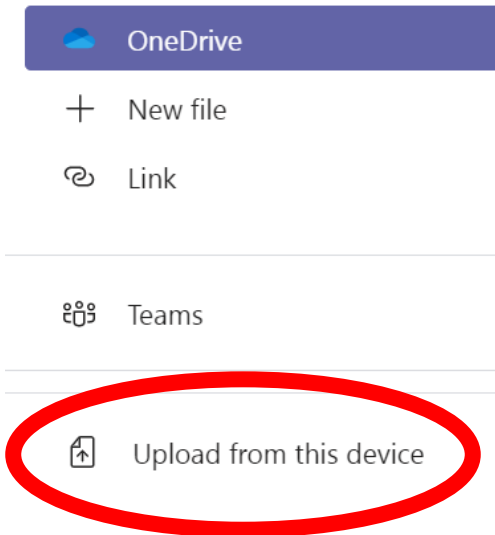 OneDrive
New file
Link
Teams
Upload from this device